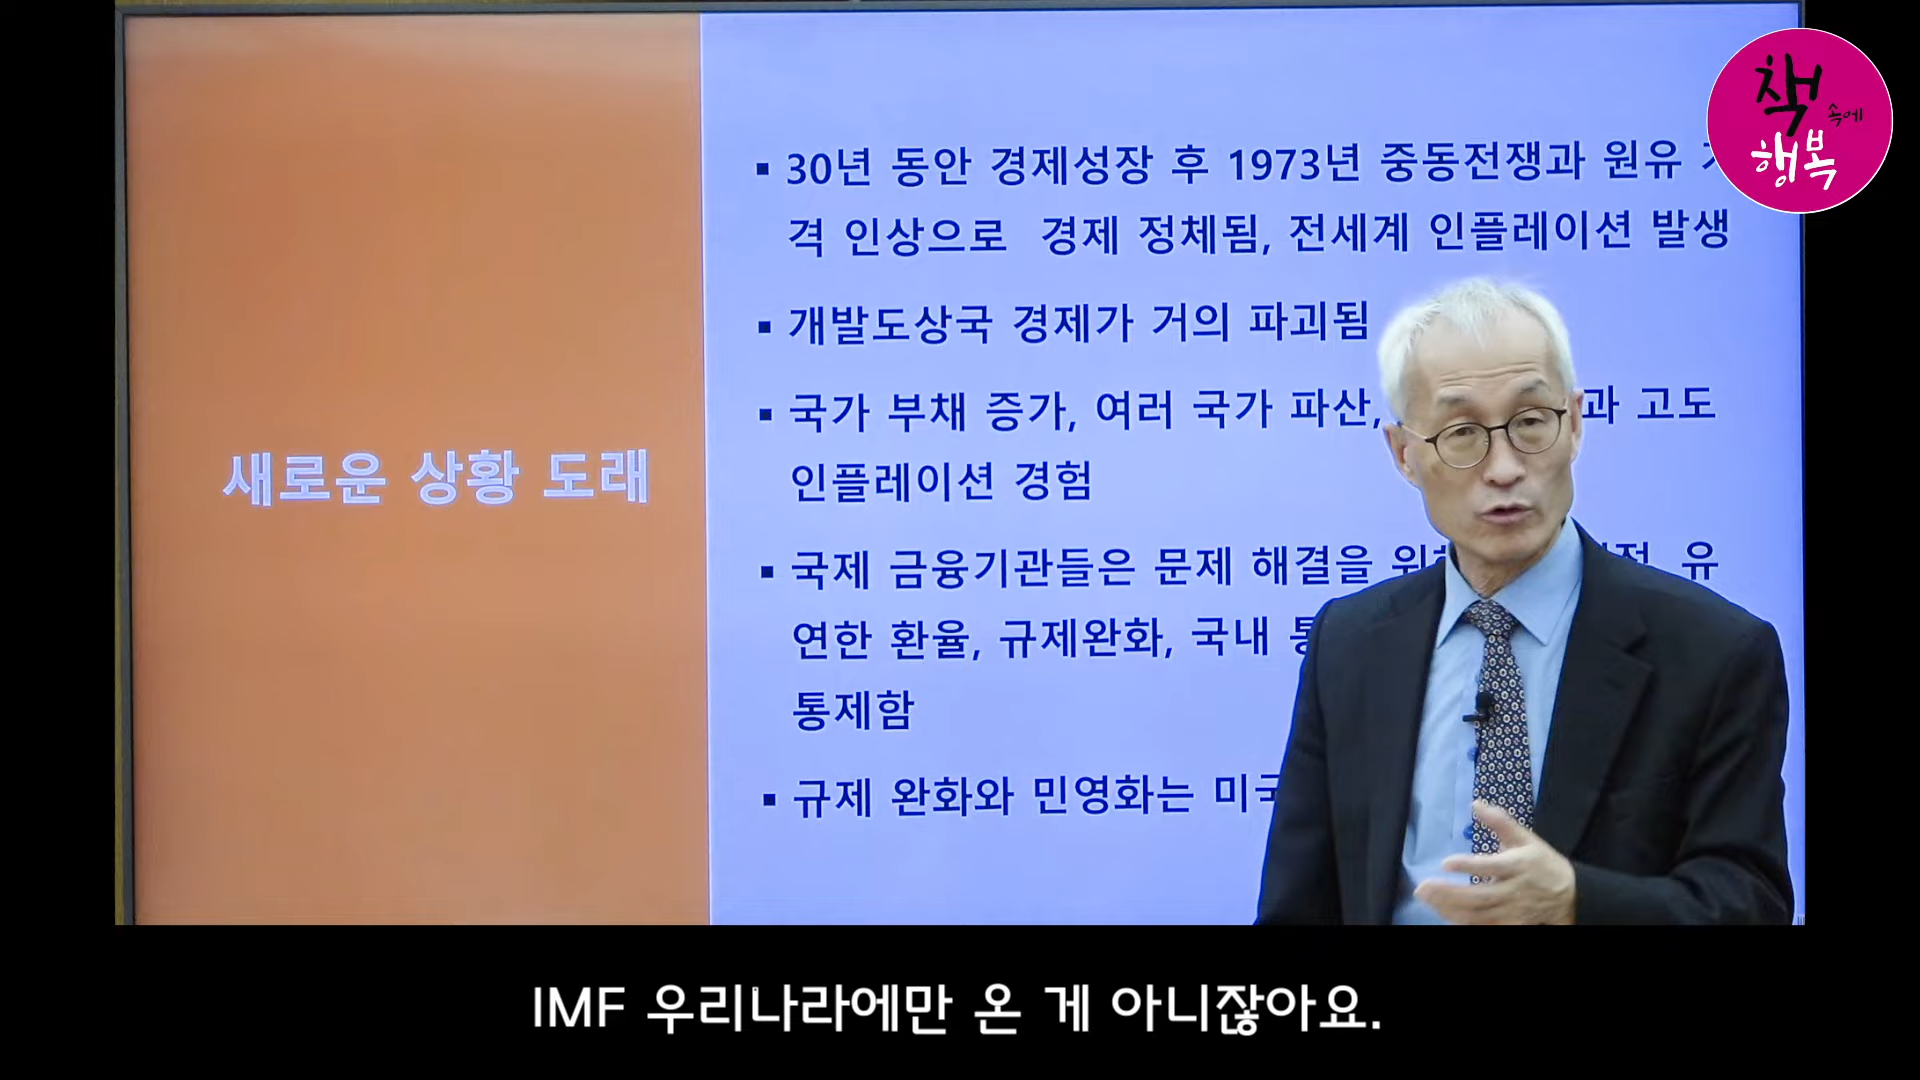 책
속에
행복
새로운 상황 도래
▪ 30년 동안 경제성장 후 1973년 중동전쟁과 원유
격 인상으로 경제 정체됨, 전세계 인플레이션 발생
▪ 개발도상국 경제가 거의 파괴됨
▪ 국가 부채 증가, 여러 국가 파산, 과 고도
인플레이션 경험
▪ 국제 금융기관들은 문제 해결을 유
연한 환율, 규제완화, 국내
통제함
▪ 규제 완화와 민영화는
IMF 우리나라에만 온 게 아니잖아요.